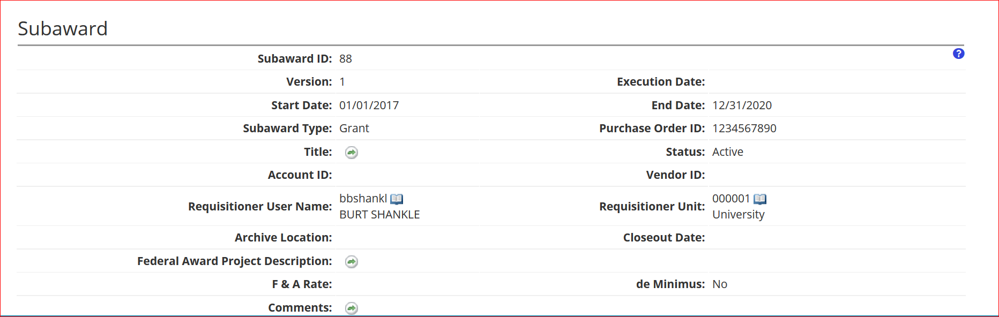 Subaward
Subaward ID: 88 ?
Version: 1 Execution Date:
Start Date: 01/01/2017 End Date: 12/31/2020
Subaward Type: Grant Purchase Order ID: 1234567890
Title: Status: Active
Account ID: Vendor ID:
Requisitioner User Name: bbshankl Requisitioner Unit: 000001
BURT SHANKLE University
Archive Location: Closeout Date:
Federal Award Project Description:
F & A Rate: de Minimus: No
Comments: